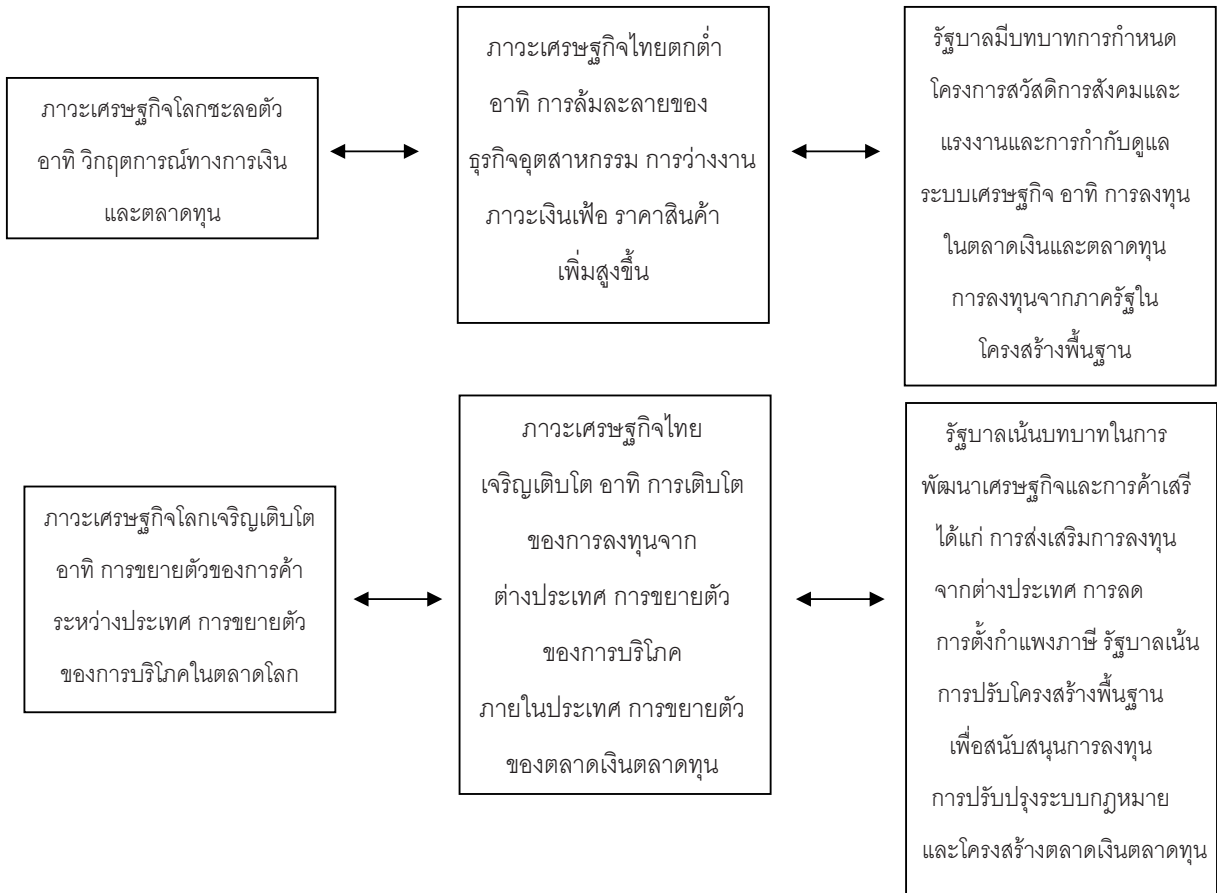 ภาวะเศรษฐกิจโลกชะลอตัว
อาทิ วิกฤตการณ์ทางการเงิน
และตลาดทุน
ภาวะเศรษฐกิจไทยตกต่ำ
อาทิ การล้มละลายของ
ธุรกิจอุตสาหกรรม การว่างงาน
ภาวะเงินเฟ้อ ราคาสินค้า
เพิ่มสูงขึ้น
รัฐบาลมีบทบาทการกำหนด
โครงการสวัสดิการสังคมและ
แรงงานและการกำกับดูแล
ระบบเศรษฐกิจ อาทิ การลงทุน
ในตลาดเงินและตลาดทุน
การลงทุนจากภาครัฐใน
โครงสร้างพื้นฐาน
ภาวะเศรษฐกิจโลกเจริญเติบโต
อาทิ การขยายตัวของการค้า
ระหว่างประเทศ การขยายตัว
ของการบริโภคในตลาดโลก
ภาวะเศรษฐกิจไทย
เจริญเติบโต อาทิ การเติบโต
ของการลงทุนจาก
ต่างประเทศ การขยายตัว
ของการบริโภค
ภายในประเทศ การขยายตัว
ของตลาดเงินตลาดทุน
รัฐบาลเน้นบทบาทในการ
พัฒนาเศรษฐกิจและการค้าเสรี
ได้แก่ การส่งเสริมการลงทุน
จากต่างประเทศ การลด
การตั้งกำแพงภาษี รัฐบาลเน้น
การปรับโครงสร้างพื้นฐาน
เพื่อสนับสนุนการลงทุน
การปรับปรุงระบบกฎหมาย
และโครงสร้างตลาดเงินตลาดทุน